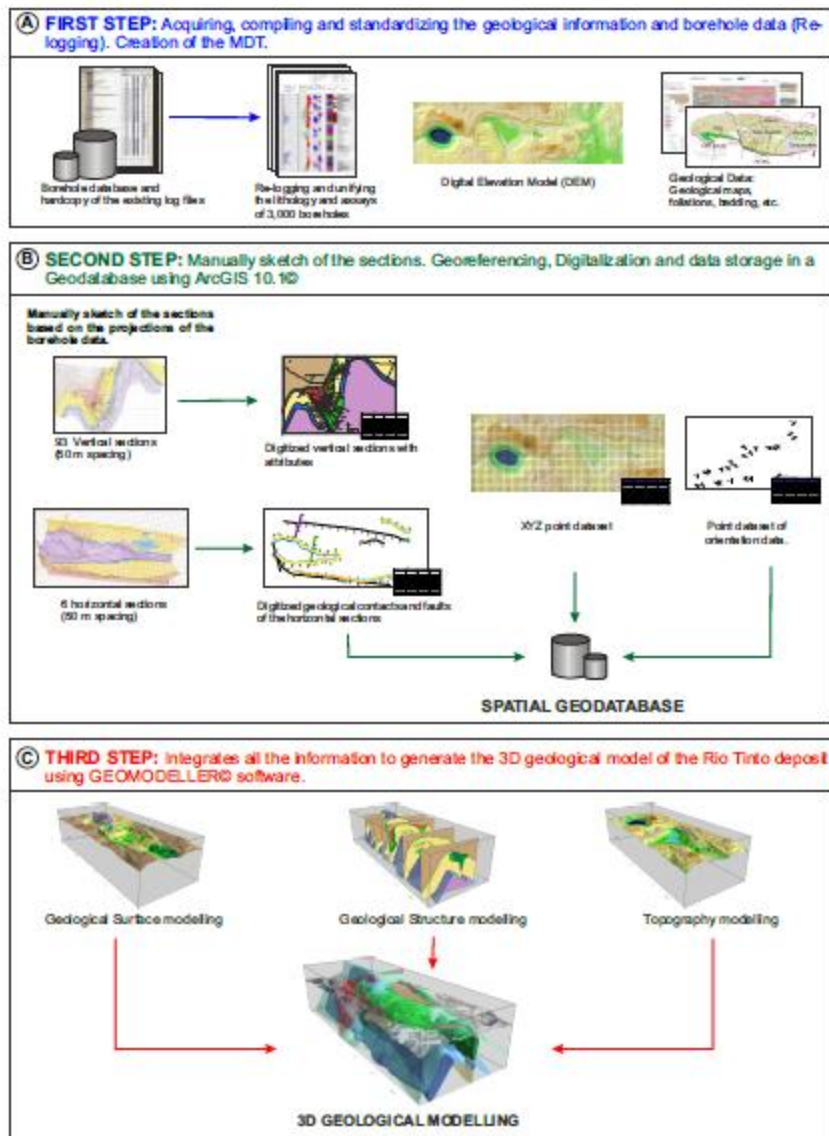 A FIRST STEP: Acquiring, compiling and standardizing the geological information and borehole data (Re-
logging). Creation of the MDT.
Borehole database and
hardcopy of the existing log files
Re-logging and unifying
the lithology and assays
of 3,000 boreholes
Digital Elevation Model (DEM)
Geological Data:
Geological maps,
foliations, bedding, etc.
B SECOND STEP: Manually sketch of the sections. Georeferencing, Digitalization and data storage in a
Geodatabase using ArcGIS 10.1©
Manually sketch of the sections
based on the projections of the
borehole data.
93 Vertical sections
(50 m spacing)
Digitized vertical sections with
attributes
XYZ point dataset
Point dataset of
orientation data.
6 horizontal sections
(50 m spacing)
Digitized geological contacts and faults
of the horizontal sections
SPATIAL GEODATABASE
C THIRD STEP: Integrates all the information to generate the 3D geological model of the Rio Tinto deposit
using GEOMODELLER© software.
Geological Surface modelling
Geological Structure modelling
Topography modelling
3D GEOLOGICAL MODELLING